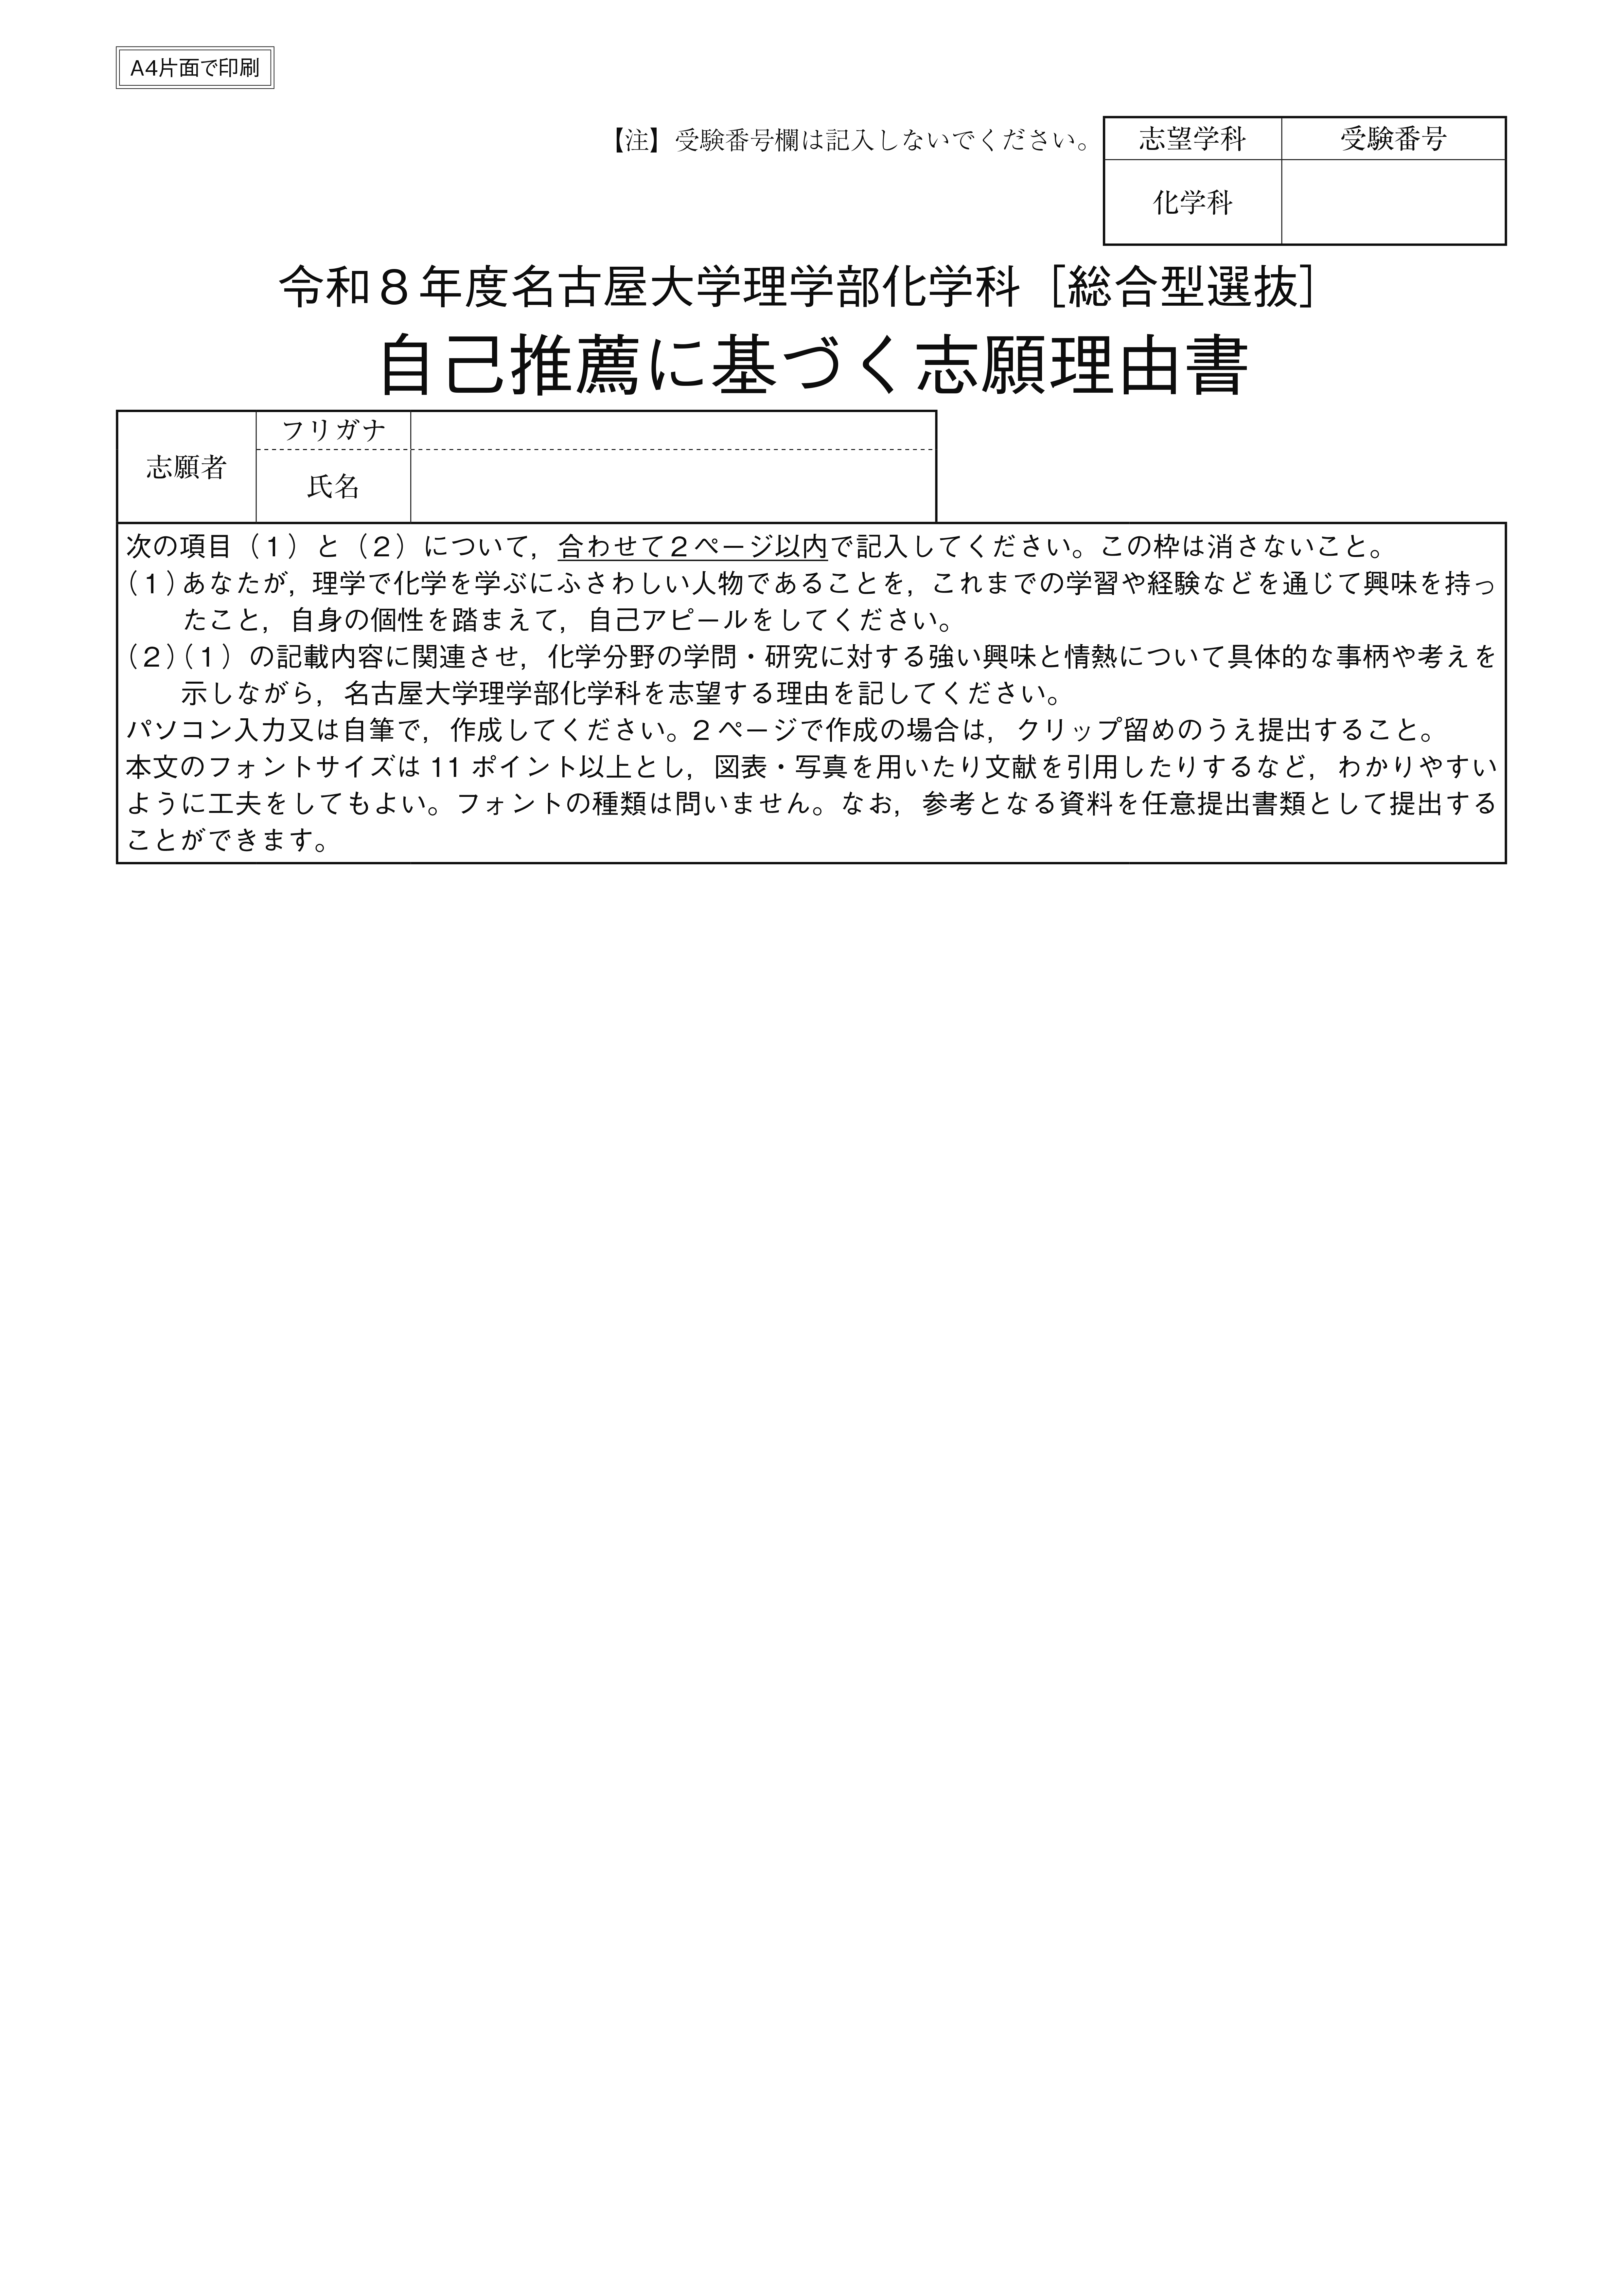 A4片面で印刷
【注】受験番号欄は記入しないでください。
志望学科 受験番号
化学科
令和８年度名古屋大学理学部化学科［総合型選抜］
自己推薦に基づく志願理由書
志願者
フリガナ
氏名
次の項目（１）と（２）について，合わせて２ページ以内で記入してください。この枠は消さないこと。
（１）あなたが，理学で化学を学ぶにふさわしい人物であることを，これまでの学習や経験などを通じて興味を持っ
たこと，自身の個性を踏まえて，自己アピールをしてください。
（２）（１）の記載内容に関連させ，化学分野の学問・研究に対する強い興味と情熱について具体的な事柄や考えを
示しながら，名古屋大学理学部化学科を志望する理由を記してください。
パソコン入力又は自筆で，作成してください。2 ページで作成の場合は，クリップ留めのうえ提出すること。
本文のフォントサイズは 11 ポイント以上とし，図表・写真を用いたり文献を引用したりするなど，わかりやすい
ように工夫をしてもよい。フォントの種類は問いません。なお，参考となる資料を任意提出書類として提出する
ことができます。